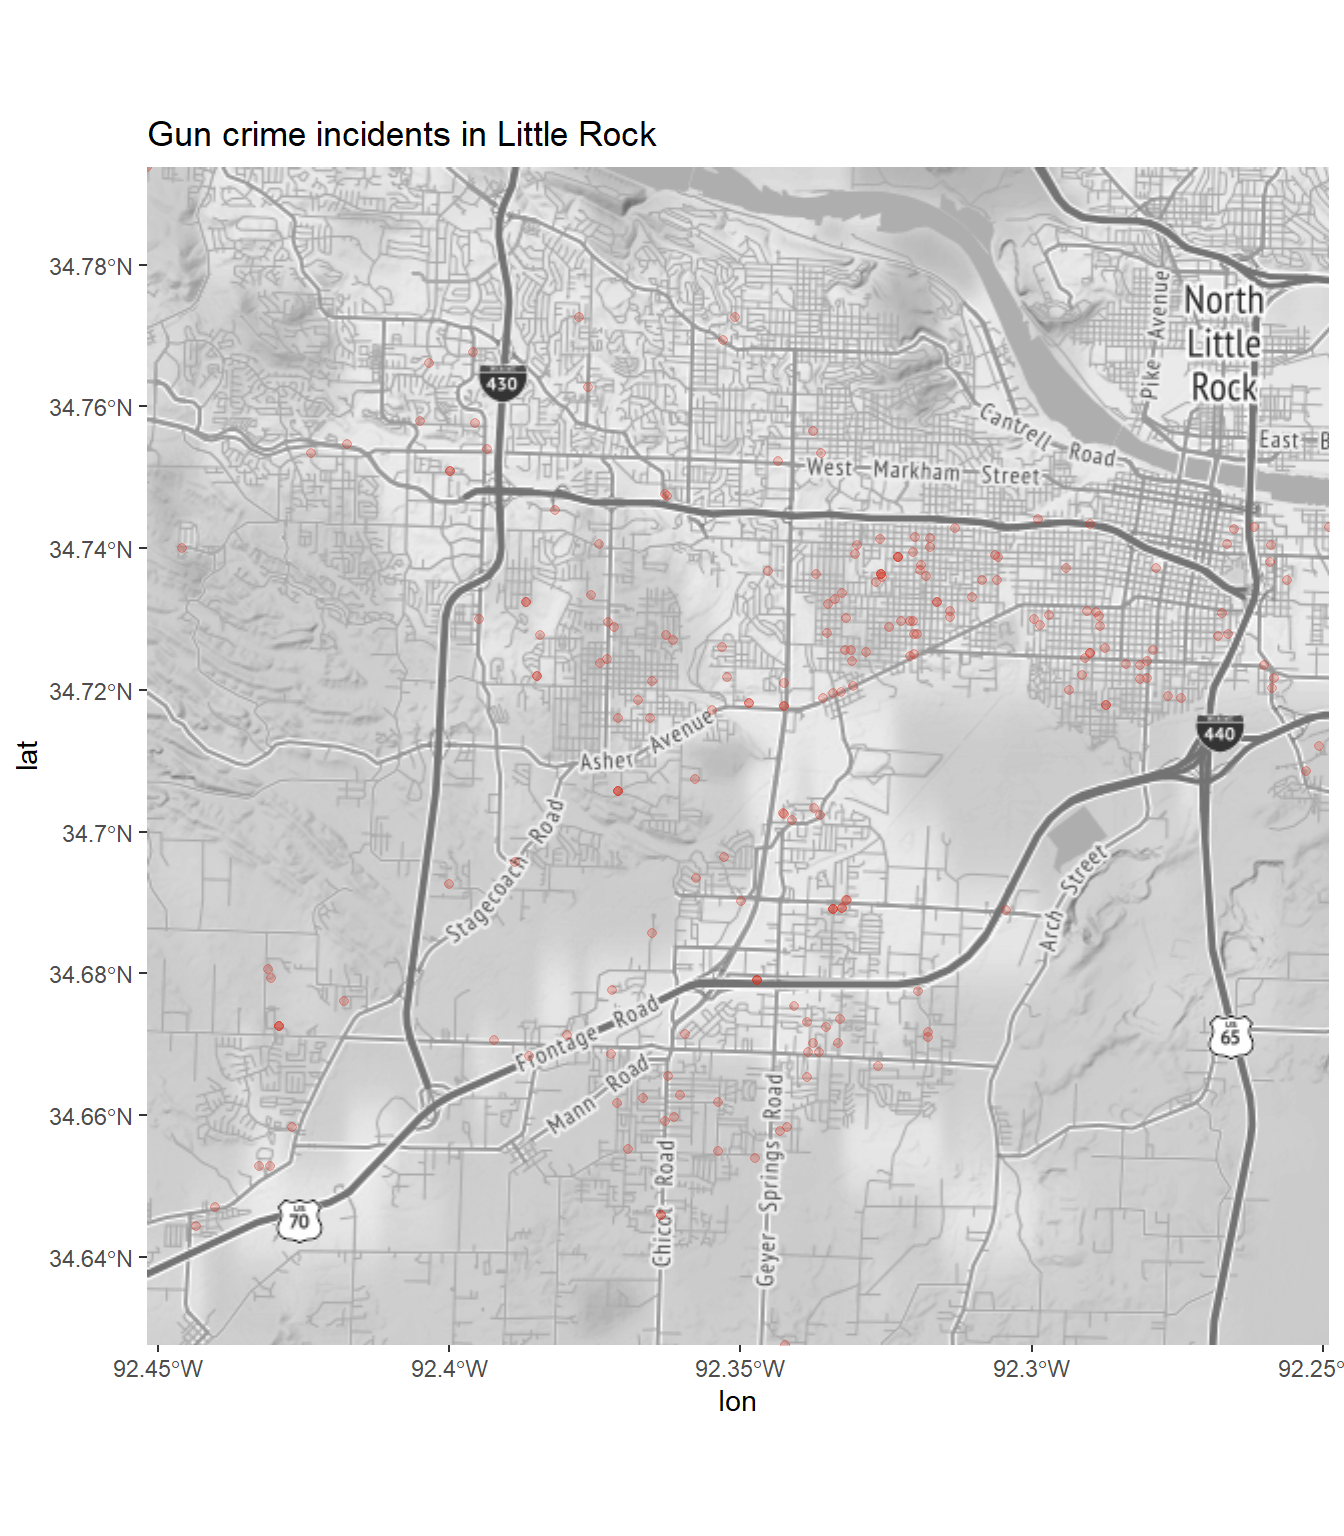 Gun crime incidents in Little Rock
34.78°N
34.76°N
34.74°N
34.72°N
34.7°N
34.68°N
34.66°N
34.64°N
lat
North
Little
Rock
Pike Avenue
430
Cantrell Road
East B
West Markham Street
Asher Avenue
440
Stagecoach Road
Arch Street
Frontage Road
Mann Road
US
65
Chicot Road
Geyer Springs Road
US
70
92.45°W
92.4°W
92.35°W
92.3°W
92.25°
lon